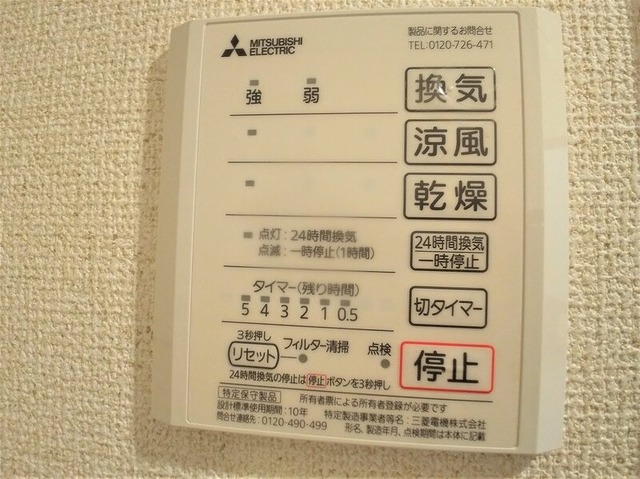 MITSUBISHI
ELECTRIC
製品に関するお問合せ
TEL:0120-726-471
強 弱
換気
涼風
乾燥
点灯:24時間換気
点滅:一時停止(1時間)
24時間換気
一時停止
タイマー(残り時間)
5 4 3 2 1 0.5
切タイマー
3秒押し
リセット フィルター清掃 点検
停止
24時間換気の停止は停止ボタンを3秒押し
特定保守製品 所有者票による所有者登録が必要です
設計標準使用期間:10年 特定製造事業者等名:三菱電機株式会社
問合せ連絡先:0120-490-499 形名、製造年月、点検期間は本体に記載